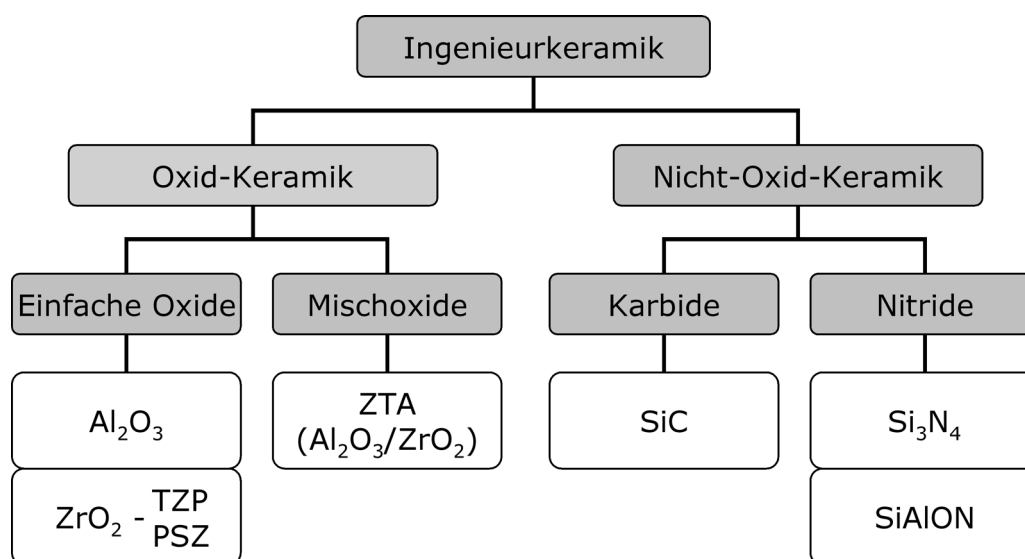 Ingenieurkeramik
Oxid-Keramik
Nicht-Oxid-Keramik
Einfache Oxide
Mischoxide
Karbide
Nitride
Al₂O₃
ZTA
(Al₂O₃/ZrO₂)
SiC
Si₃N₄
ZrO₂ - TZP
PSZ
SiAlON